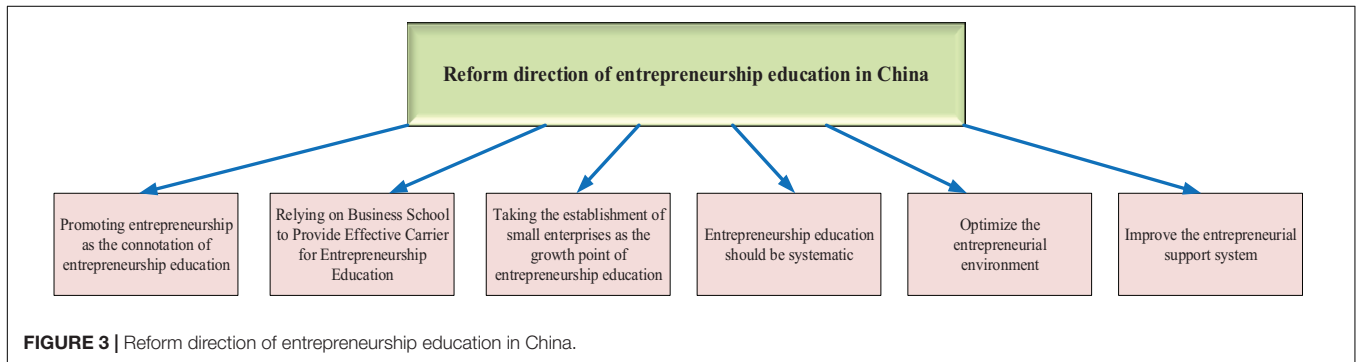 Reform direction of entrepreneurship education in China
Promoting entrepreneurship
as the connotation of
entrepreneurship education
Relying on Business School
to Provide Effective Carrier
for Entrepreneurship
Education
Taking the establishment of
small enterprises as the
growth point of
entrepreneurship education
Entrepreneurship education
should be systematic
Optimize the
entrepreneurial
environment
Improve the entrepreneurial
support system
FIGURE 3 | Reform direction of entrepreneurship education in China.